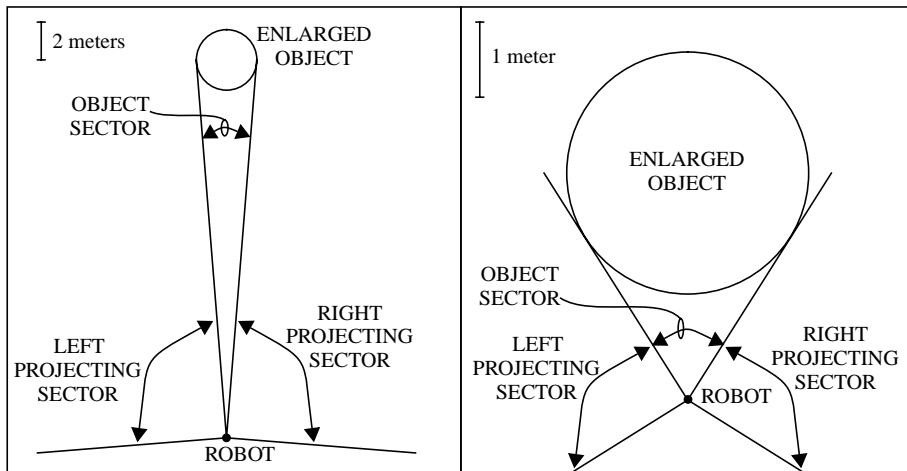 2 meters
ENLARGED
OBJECT
OBJECT
SECTOR
LEFT
PROJECTING
SECTOR
RIGHT
PROJECTING
SECTOR
ROBOT
1 meter
ENLARGED
OBJECT
OBJECT
SECTOR
LEFT
PROJECTING
SECTOR
RIGHT
PROJECTING
SECTOR
ROBOT